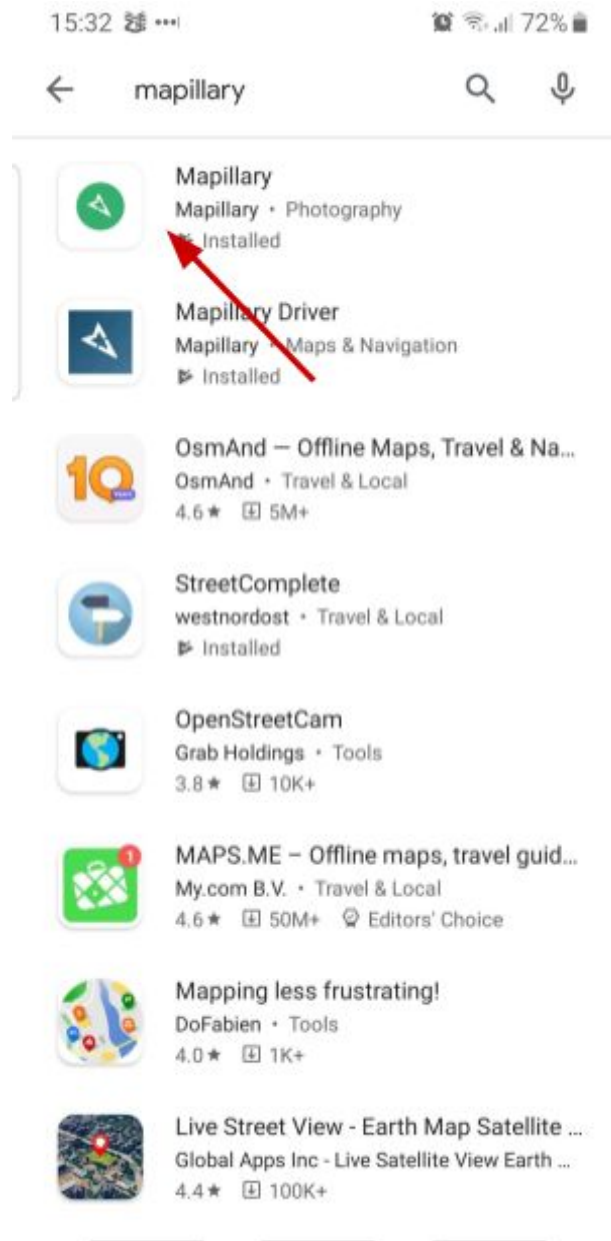 15:32 72%
mapillary
Mapillary
Mapillary • Photography
Installed
Mapillary Driver
Mapillary • Maps & Navigation
Installed
OsmAnd — Offline Maps, Travel & Na...
OsmAnd • Travel & Local
4.6★ 5M+
StreetComplete
westnordost • Travel & Local
Installed
OpenStreetCam
Grab Holdings • Tools
3.8★ 10K+
1
MAPS.ME – Offline maps, travel guid...
My.com B.V. • Travel & Local
4.6★ 50M+ Editors' Choice
Mapping less frustrating!
DoFabien • Tools
4.0★ 1K+
Live Street View - Earth Map Satellite ...
Global Apps Inc - Live Satellite View Earth ...
4.4★ 100K+